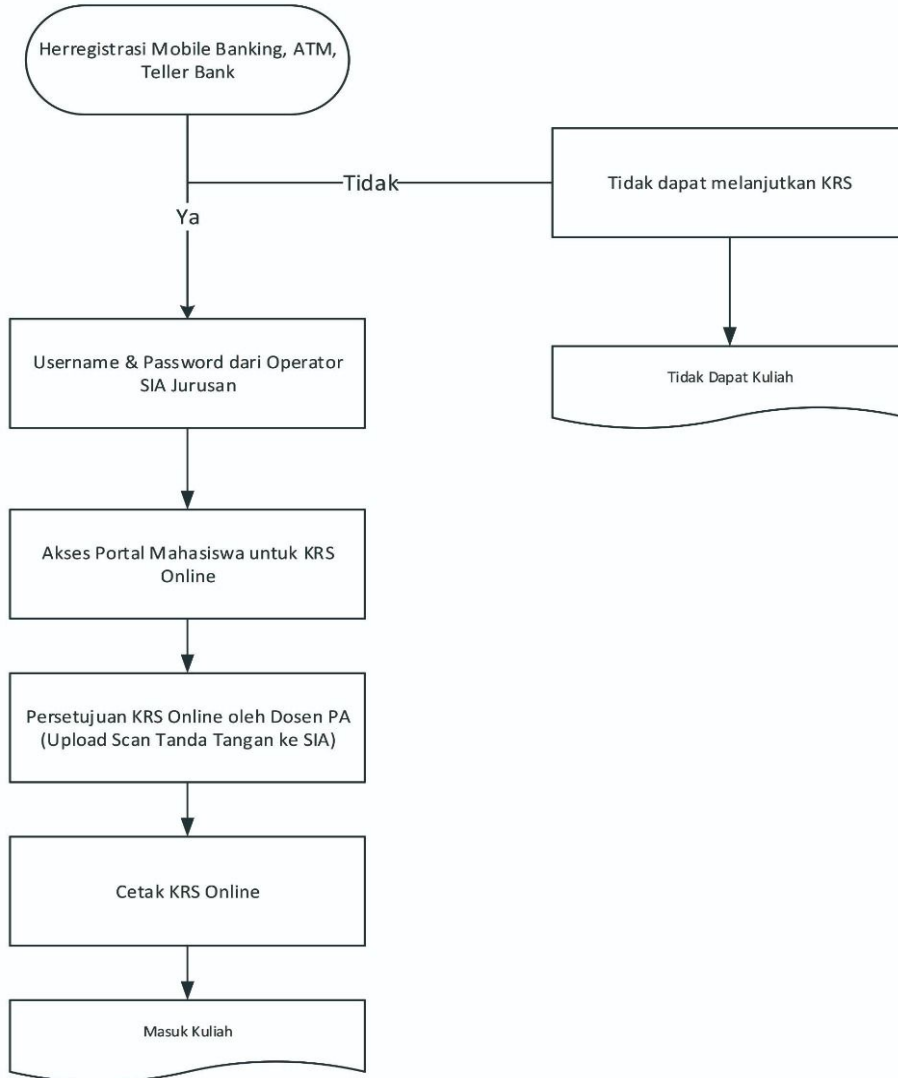 Herregistrasi Mobile Banking, ATM,
Teller Bank
Tidak
Tidak dapat melanjutkan KRS
Ya
Username & Password dari Operator
SIA Jurusan
Tidak Dapat Kuliah
Akses Portal Mahasiswa untuk KRS
Online
Persetujuan KRS Online oleh Dosen PA
(Upload Scan Tanda Tangan ke SIA)
Cetak KRS Online
Masuk Kuliah